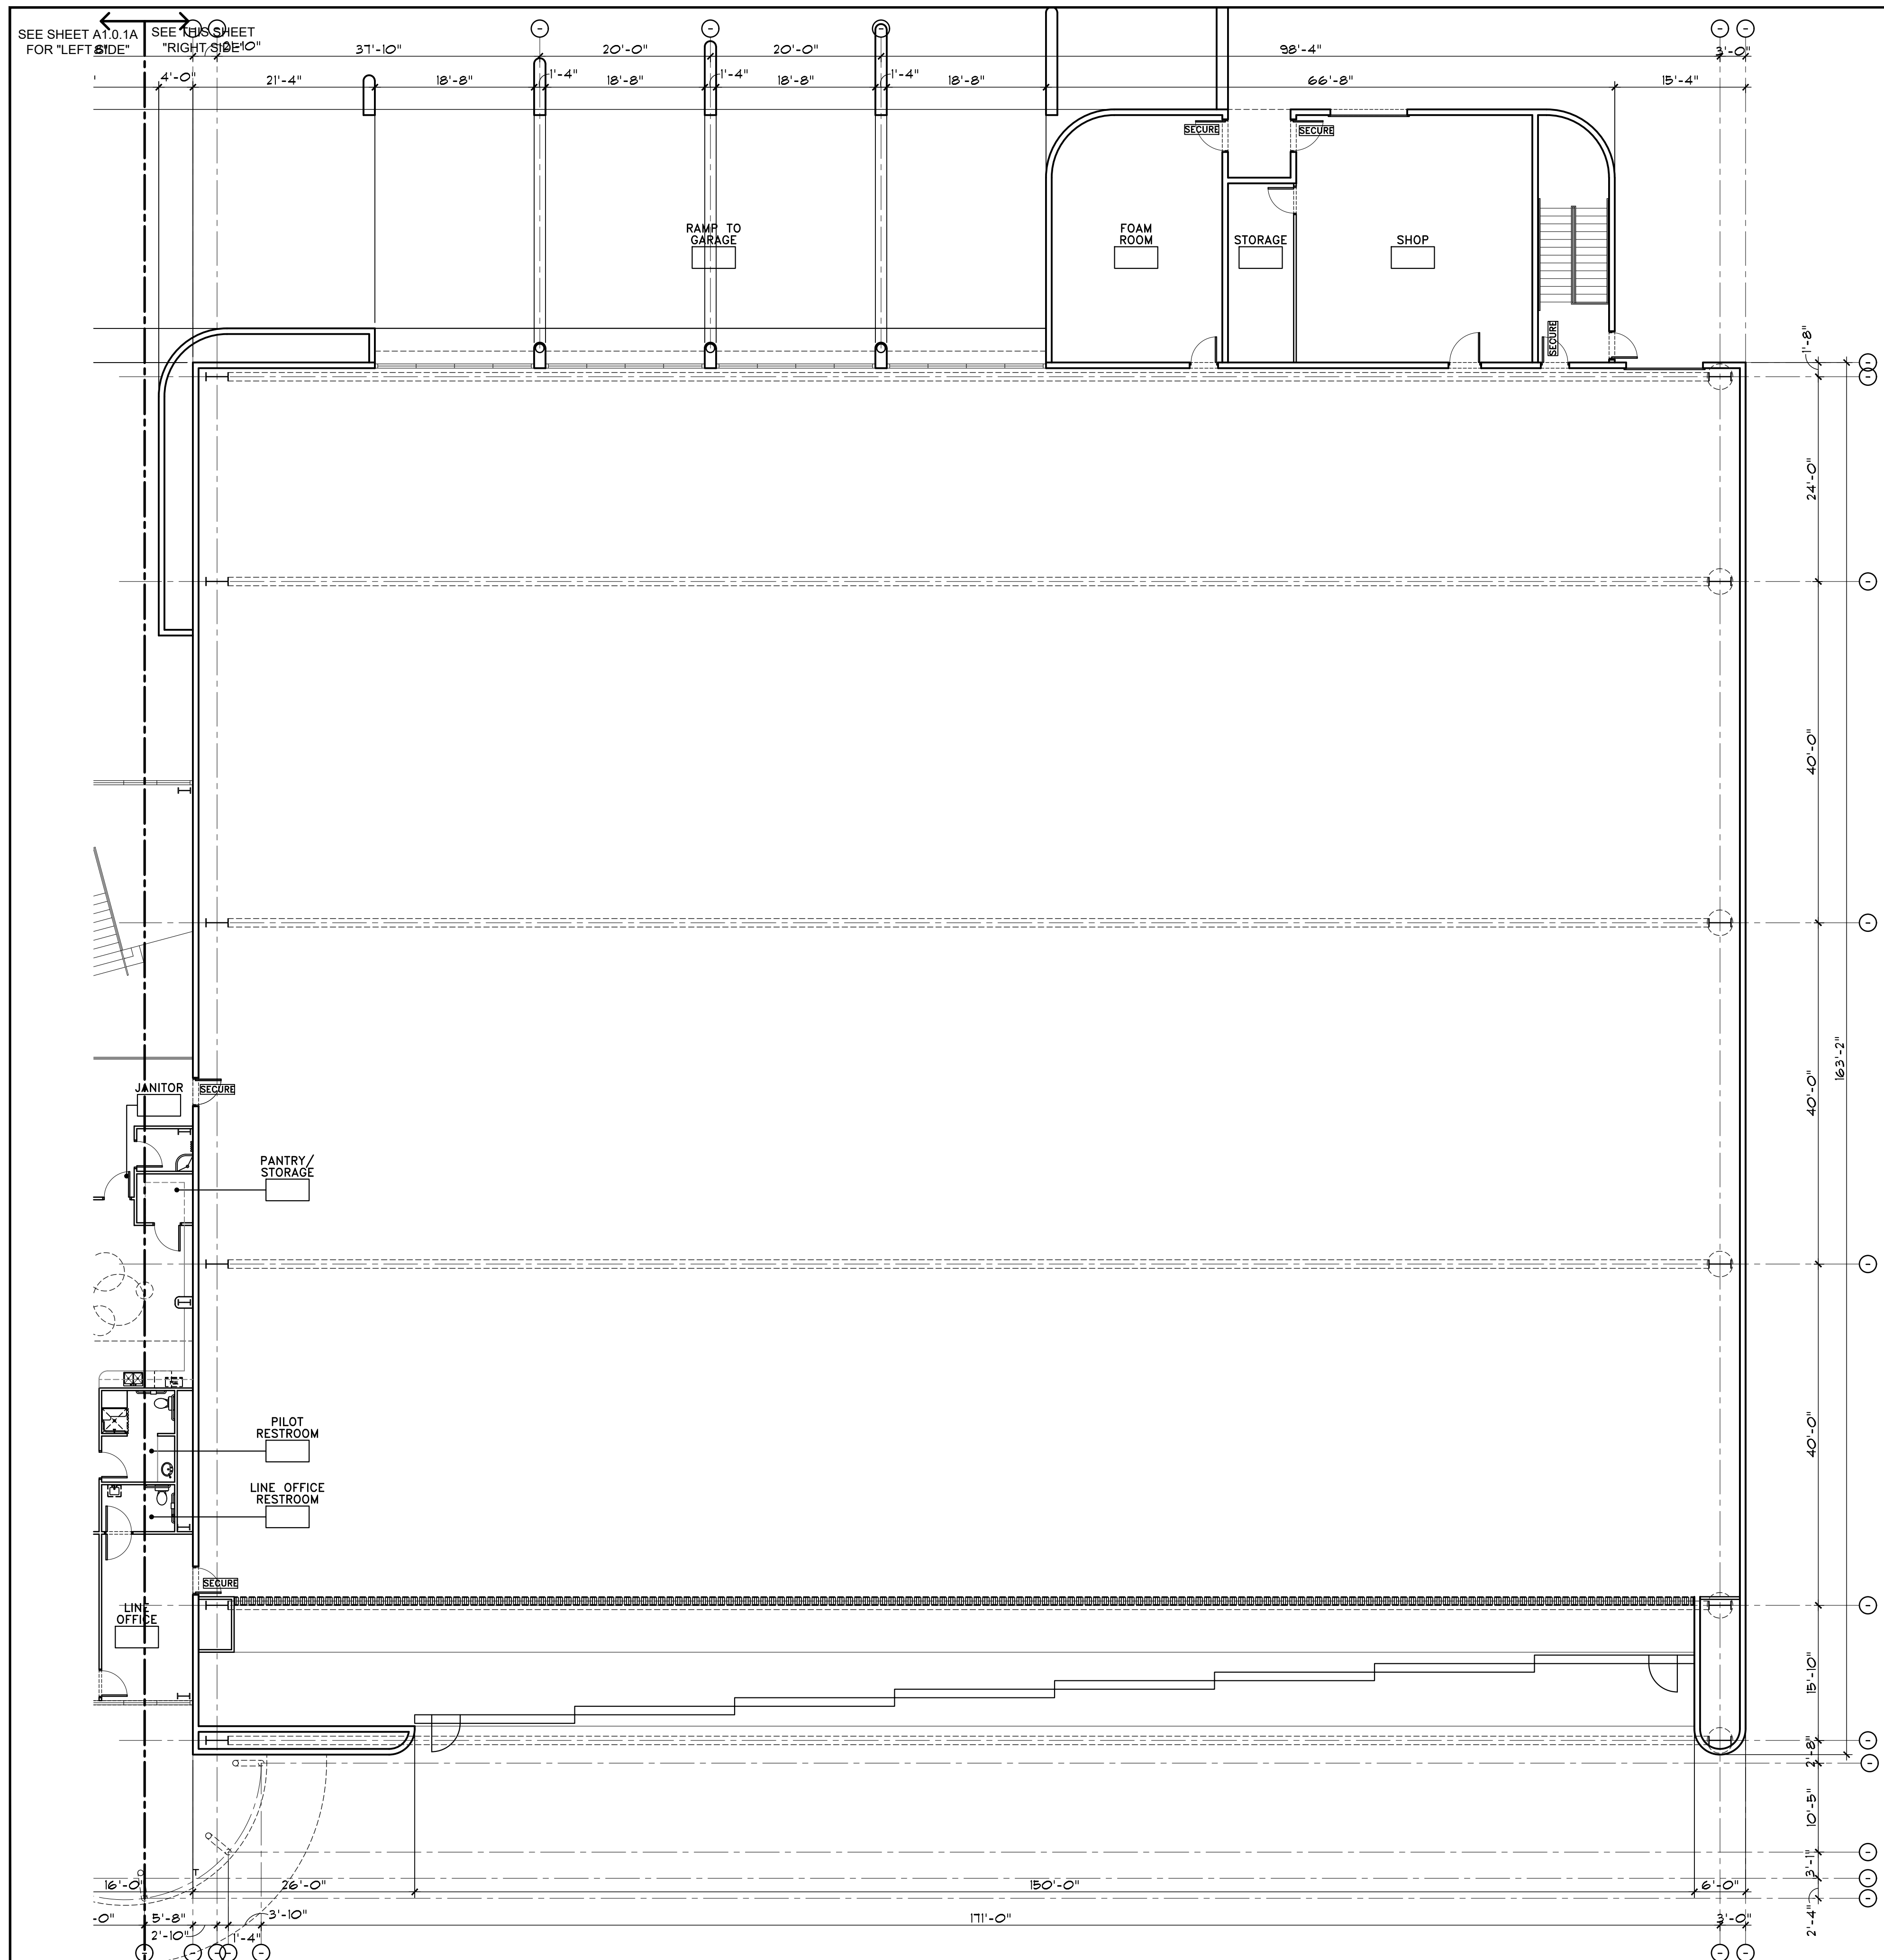 SEE SHEET A1.0.1A
FOR "LEFT SIDE"
SEE THIS SHEET
"RIGHT SIDE"
2'-10"
37'-10"
20'-0"
20'-0"
98'-4"
3'-0"
4'-0"
21'-4"
18'-8"
1'-4"
18'-8"
1'-4"
18'-8"
1'-4"
18'-8"
66'-8"
15'-4"
SECURE
SECURE
RAMP TO
GARAGE
FOAM
ROOM
STORAGE
SHOP
SECURE
1'-8"
24'-0"
40'-0"
163'-2"
40'-0"
JANITOR
SECURE
PANTRY/
STORAGE
40'-0"
PILOT
RESTROOM
LINE OFFICE
RESTROOM
SECURE
LINE
OFFICE
15'-10"
2'-8"
10'-5"
3'-1"
2'-4"
T
16'-0"
26'-0"
150'-0"
6'-0"
-0"
5'-8"
3'-10"
171'-0"
3'-0"
2'-10"
1'-4"